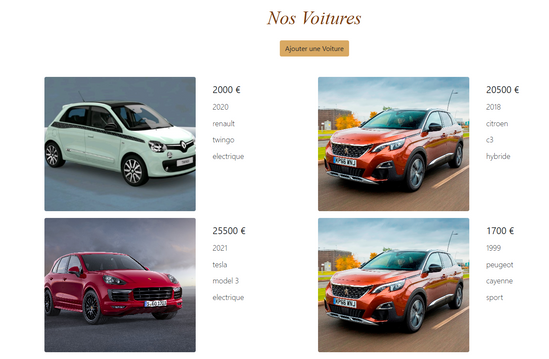 Nos Voitures
Ajouter une Voiture
2000 €
2020
renault
twingo
electrique
20500 €
2018
citroen
c3
hybride
25500 €
2021
tesla
model 3
electrique
1700 €
1999
peugeot
cayenne
sport